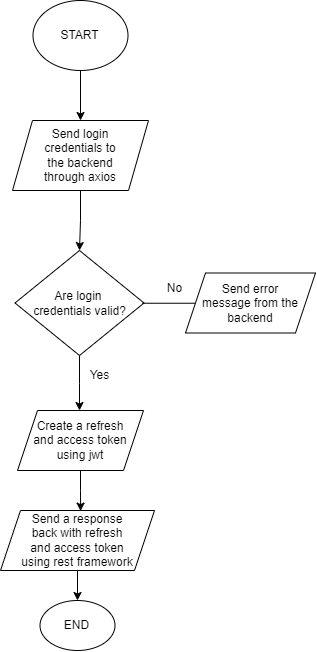 START
Send login
credentials to
the backend
through axios
Are login
credentials valid?
No
Send error
message from the
backend
Yes
Create a refresh
and access token
using jwt
Send a response
back with refresh
and access token
using rest framework
END